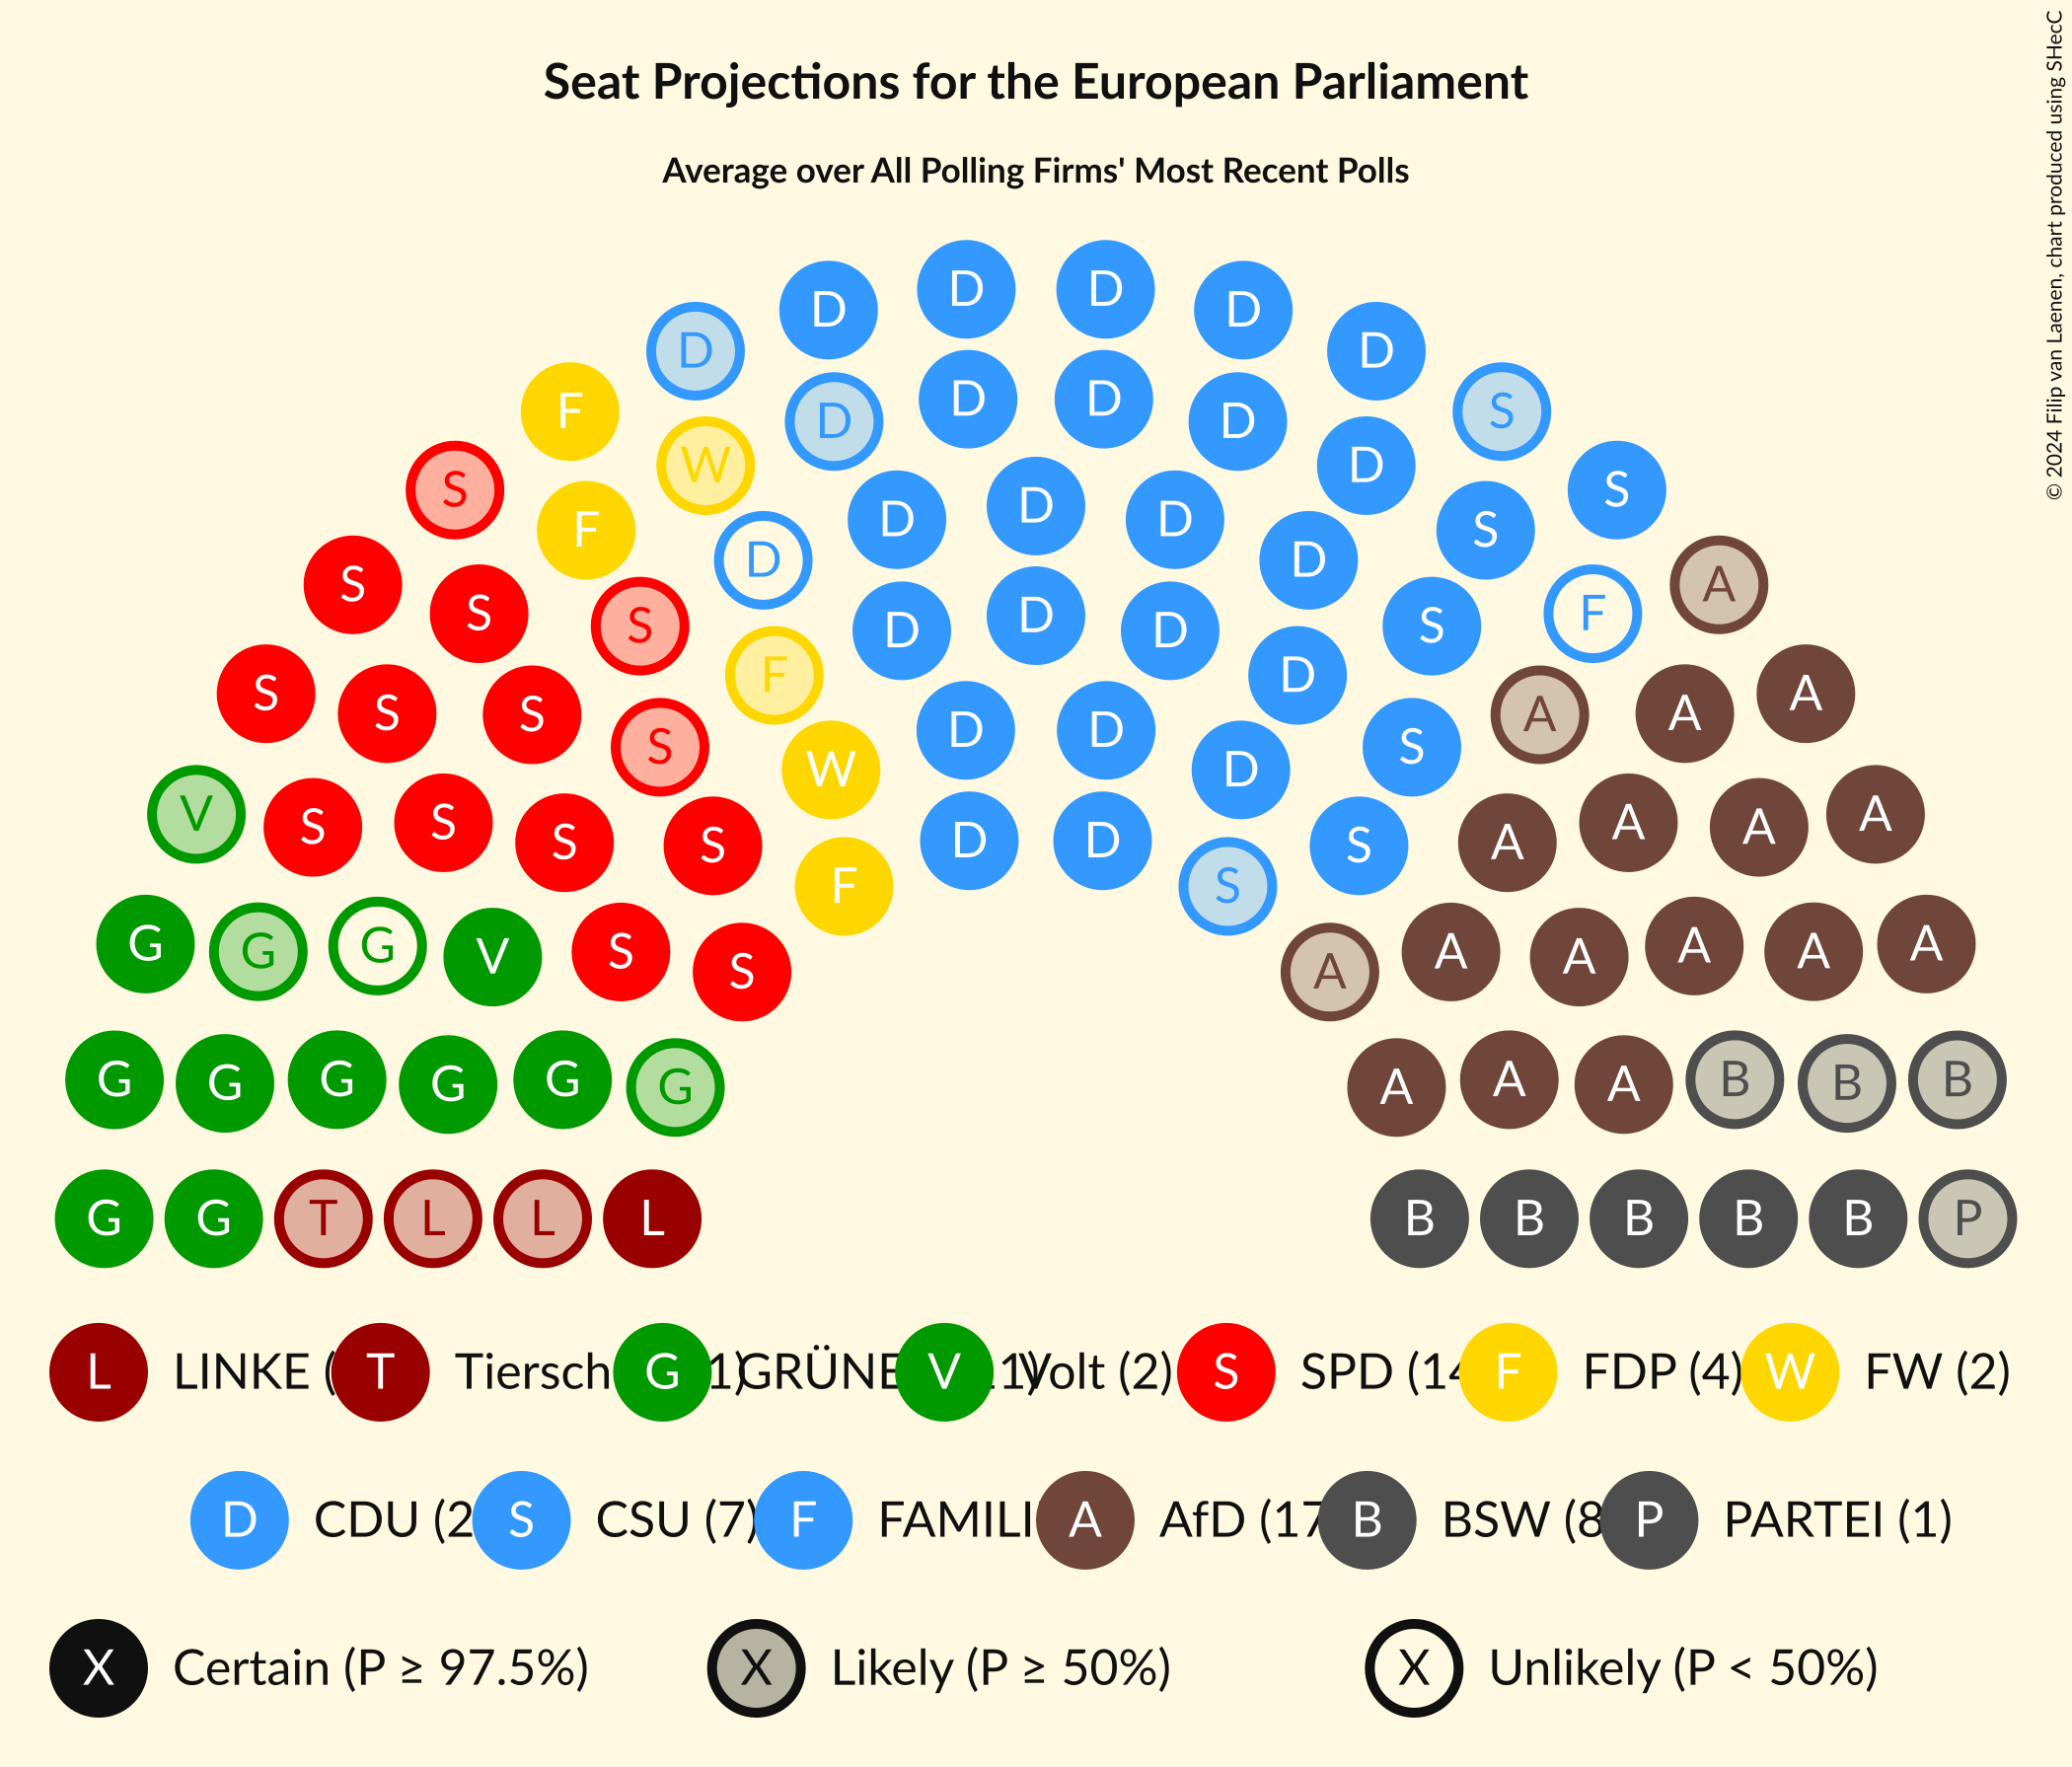 Seat Projections for the European Parliament
Average over All Polling Firms' Most Recent Polls
© 2024 Filip van Laenen, chart produced using SHecC
D D D D
D D D S
F D D D D D S
S W D D S S
F D D D
S D D F A
S S F D D D S
S S S D D D A A A
S S W D D S
V S S S S F D D S S A A A A
G G G V S S A A A A A A
G G G G G G A A A B B B
G G T L L L B B B B B P
L LINKE ( T Tiersch G 1) GRÜNE V 1) Volt (2) S SPD (14 F FDP (4) W FW (2)
D CDU (2 S CSU (7) F FAMILI A AfD (17 B BSW (8 P PARTEI (1)
X Certain (P ≥ 97.5%) X Likely (P ≥ 50%) X Unlikely (P < 50%)